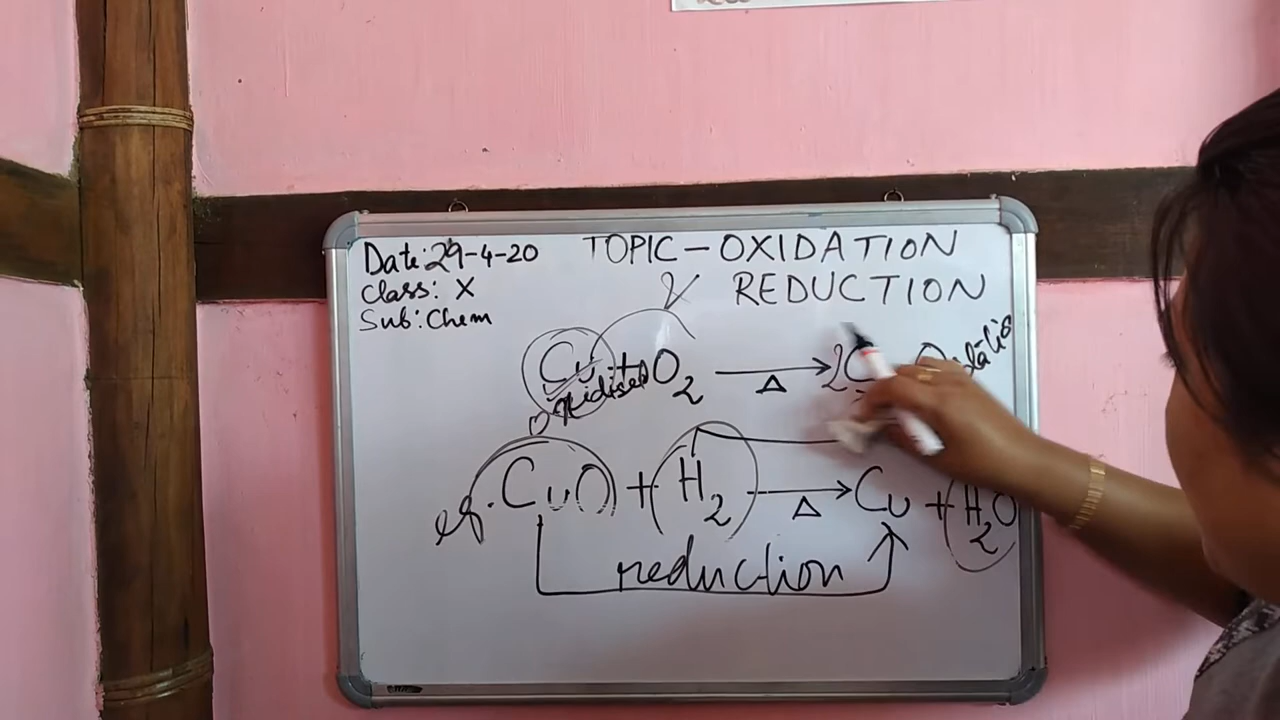 Date: 29-4-20
Class: X
Sub: Chem
TOPIC - OXIDATION
& REDUCTION
Cu + O2 → Δ 2C O
oxidised
eg. CuO + H2 → Δ Cu + H2O
reduction